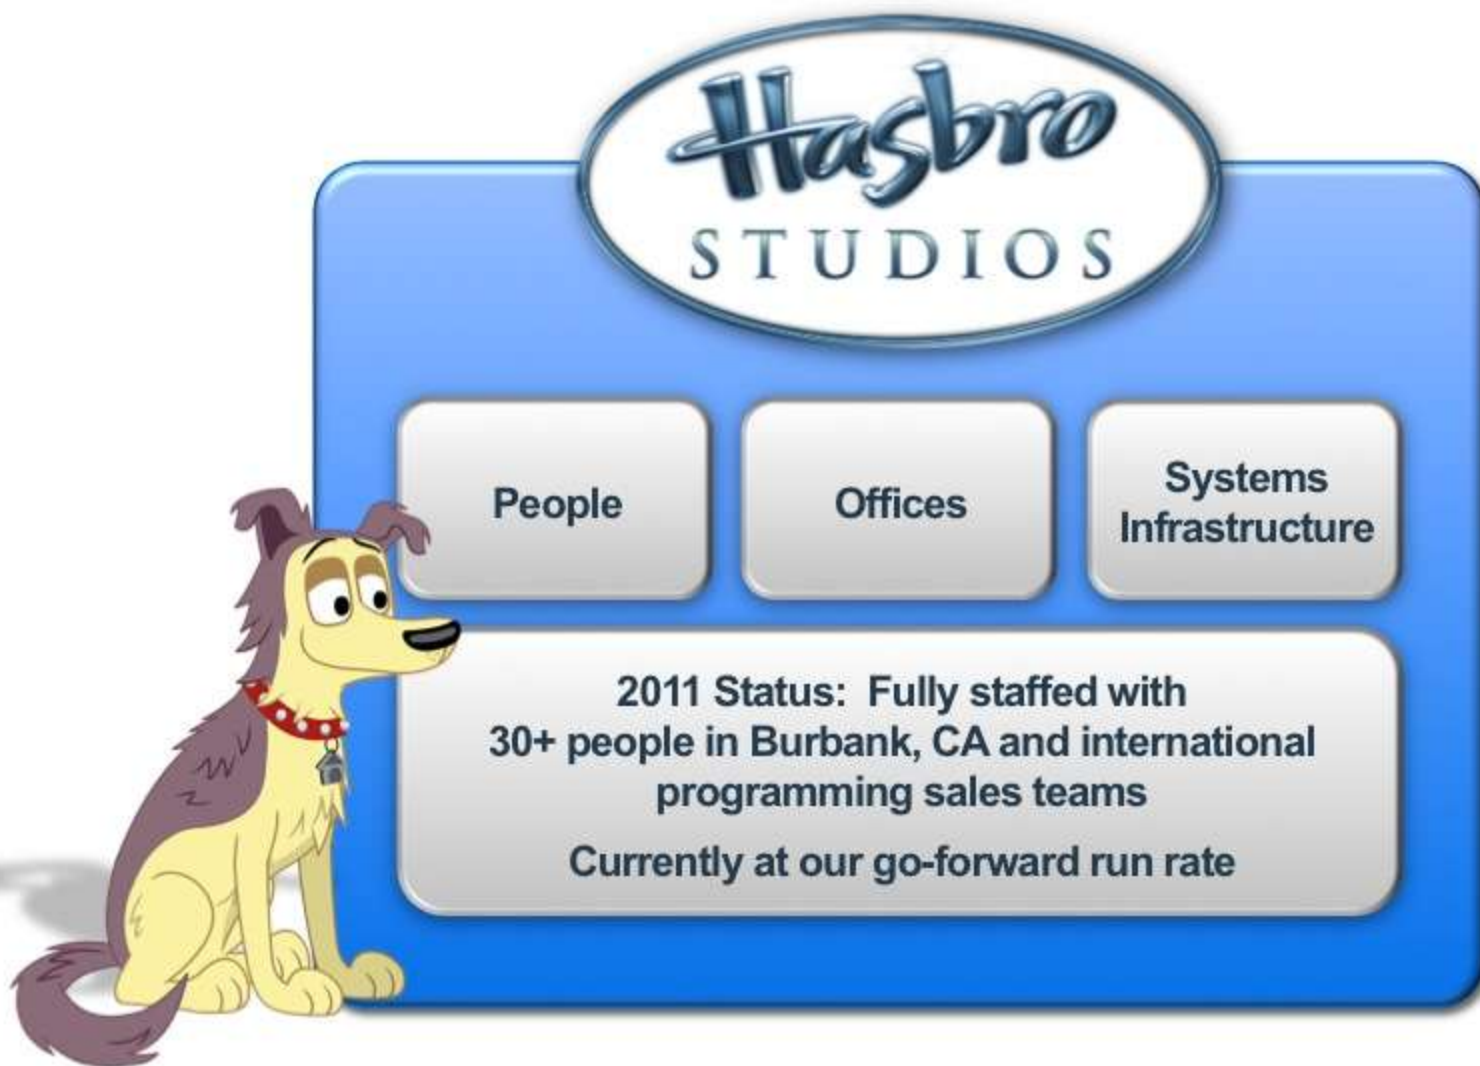 Hasbro
STUDIOS
People
Offices
Systems
Infrastructure
2011 Status:  Fully staffed with
30+ people in Burbank, CA and international
programming sales teams
Currently at our go-forward run rate